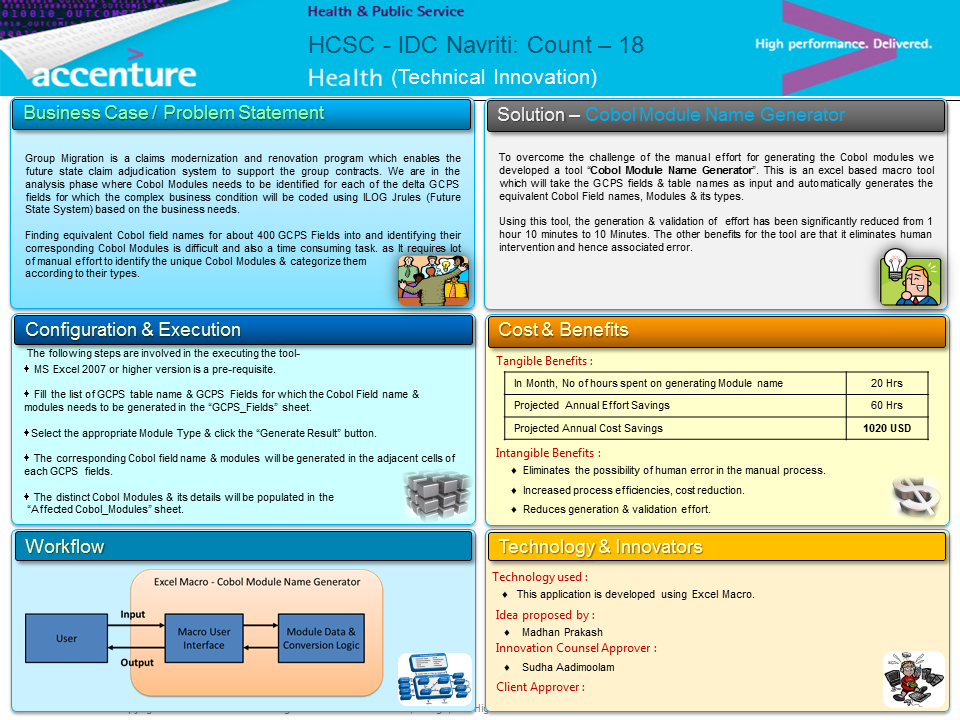 010010_OUTCOME
Health & Public Service
HCSC - IDC Navriti: Count – 18
Health (Technical Innovation)
accenture
High performance. Delivered.
Business Case / Problem Statement
Group Migration is a claims modernization and renovation program which enables the
future state claim adjudication system to support the group contracts. We are in the
analysis phase where Cobol Modules needs to be identified for each of the delta GCPS
fields for which the complex business condition will be coded using ILOG Jrules (Future
State System) based on the business needs.
Finding equivalent Cobol field names for about 400 GCPS Fields into and identifying their
corresponding Cobol Modules is difficult and also a time consuming task. as It requires lot
of manual effort to identify the unique Cobol Modules & categorize them
according to their types.
Solution – Cobol Module Name Generator
To overcome the challenge of the manual effort for generating the Cobol modules we
developed a tool “Cobol Module Name Generator”. This is an excel based macro tool
which will take the GCPS fields & table names as input and automatically generates the
equivalent Cobol Field names, Modules & its types.
Using this tool, the generation & validation of effort has been significantly reduced from 1
hour 10 minutes to 10 Minutes. The other benefits for the tool are that it eliminates human
intervention and hence associated error.
Configuration & Execution
The following steps are involved in the executing the tool-
MS Excel 2007 or higher version is a pre-requisite.
Fill the list of GCPS table name & GCPS Fields for which the Cobol Field name &
modules needs to be generated in the “GCPS_Fields” sheet.
Select the appropriate Module Type & click the “Generate Result” button.
The corresponding Cobol field name & modules will be generated in the adjacent cells of
each GCPS fields.
The distinct Cobol Modules & its details will be populated in the
“Affected Cobol_Modules” sheet.
Cost & Benefits
Tangible Benefits :
In Month, No of hours spent on generating Module name 20 Hrs
Projected Annual Effort Savings 60 Hrs
Projected Annual Cost Savings 1020 USD
Intangible Benefits :
♦ Eliminates the possibility of human error in the manual process.
♦ Increased process efficiencies, cost reduction.
♦ Reduces generation & validation effort.
Workflow
Excel Macro - Cobol Module Name Generator
User
Input
Output
Macro User
Interface
Module Data &
Conversion Logic
Technology & Innovators
Technology used :
♦ This application is developed using Excel Macro.
Idea proposed by :
♦ Madhan Prakash
Innovation Counsel Approver :
♦ Sudha Aadimoolam
Client Approver :